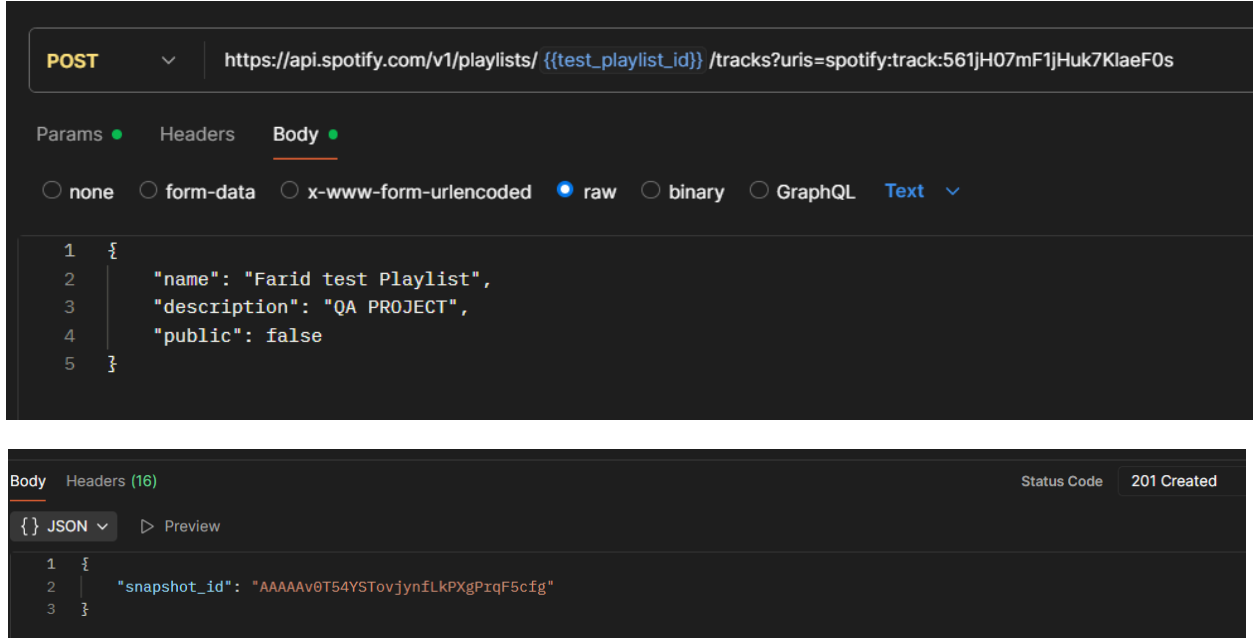 POST https://api.spotify.com/v1/playlists/ {{test_playlist_id}} /tracks?uris=spotify:track:561jH07mF1jHuk7KlaeF0s
Params Headers Body
none form-data x-www-form-urlencoded raw binary GraphQL Text
1 {
2 "name": "Farid test Playlist",
3 "description": "QA PROJECT",
4 "public": false
5 }
Body Headers (16) Status Code 201 Created
{} JSON Preview
1 {
2 "snapshot_id": "AAAAAv0T54YSTovjynfLkPXgPrqF5cfg"
3 }